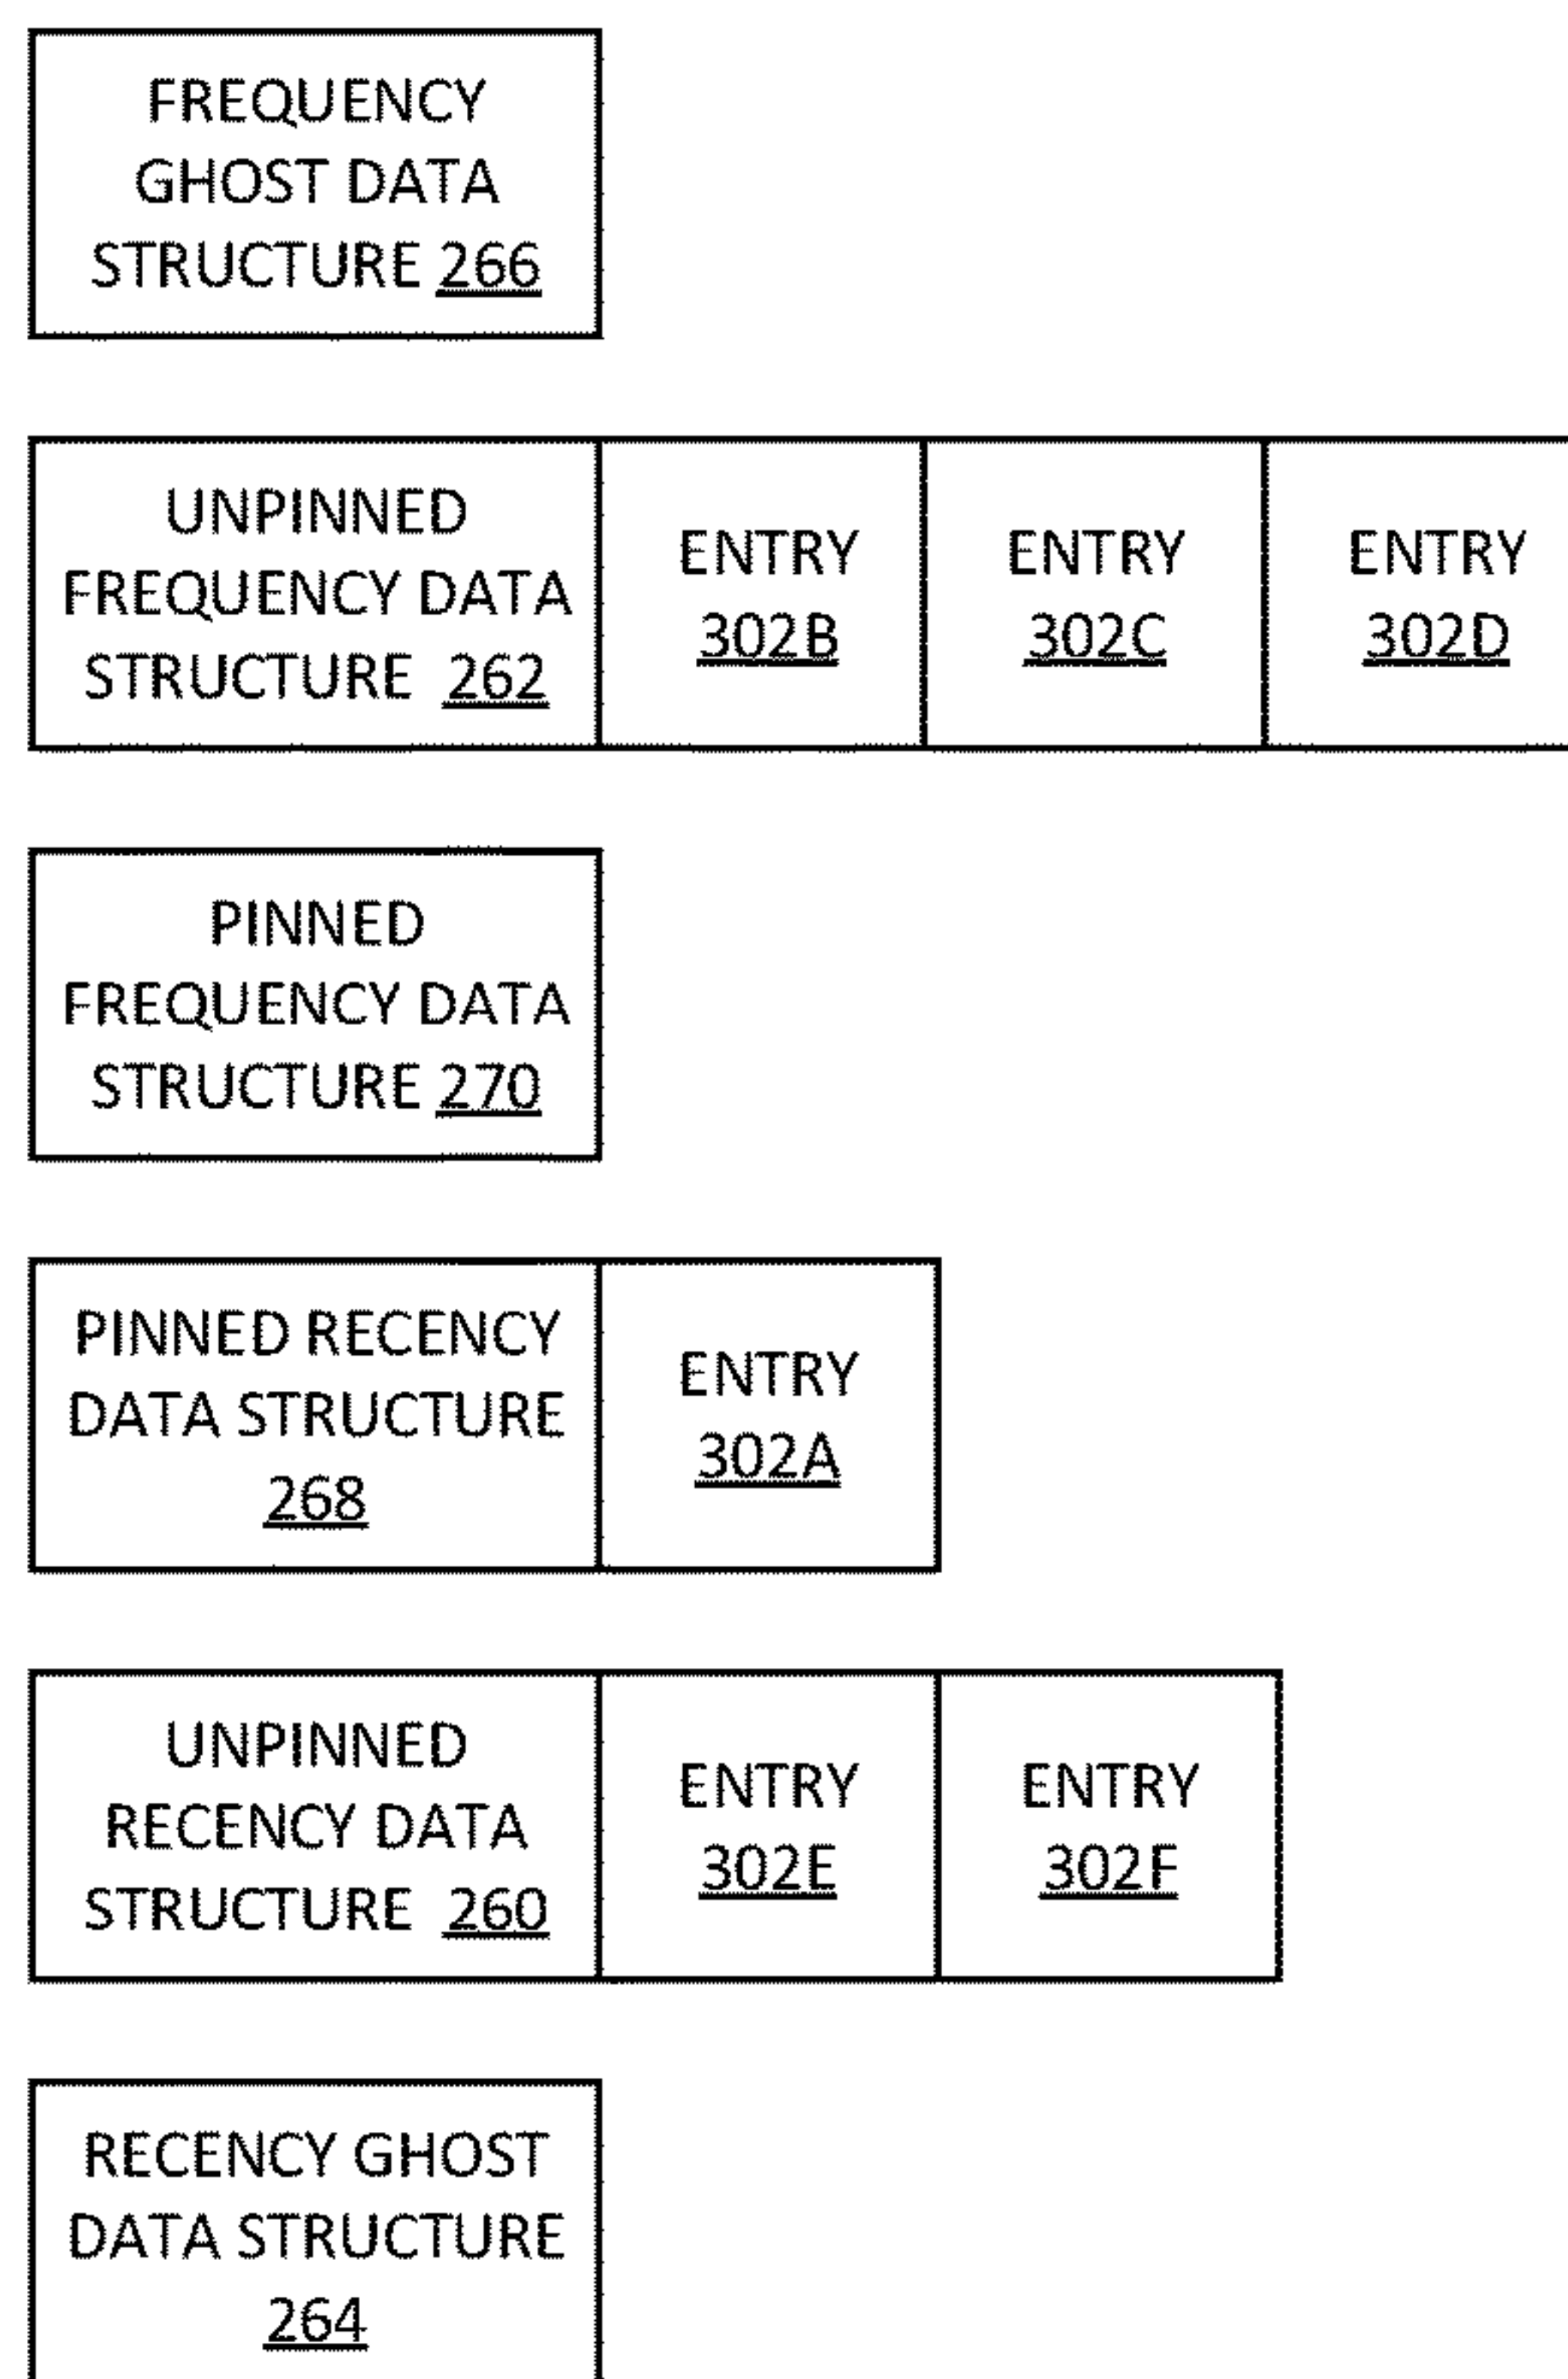 FREQUENCY
GHOST DATA
STRUCTURE 266
UNPINNED
FREQUENCY DATA
STRUCTURE 262
ENTRY
302B
ENTRY
302C
ENTRY
302D
PINNED
FREQUENCY DATA
STRUCTURE 270
PINNED RECENCY
DATA STRUCTURE
268
ENTRY
302A
UNPINNED
RECENCY DATA
STRUCTURE 260
ENTRY
302E
ENTRY
302F
RECENCY GHOST
DATA STRUCTURE
264